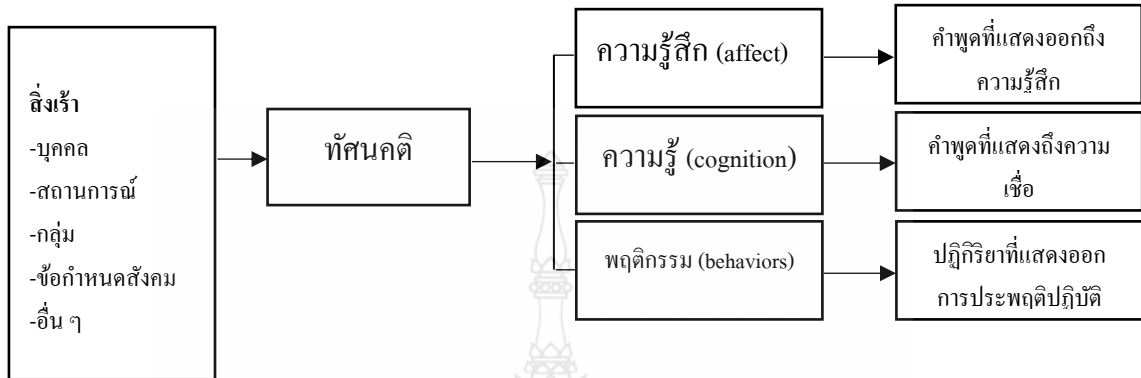 สิ่งเร้า
-บุคคล
-สถานการณ์
-กลุ่ม
-ข้อกำหนดสังคม
-อื่น ๆ
ทัศนคติ
ความรู้สึก (affect)
คำพูดที่แสดงออกถึง
ความรู้สึก
ความรู้ (cognition)
คำพูดที่แสดงถึงความ
เชื่อ
พฤติกรรม (behaviors)
ปฏิกิริยาที่แสดงออก
การประพฤติปฏิบัติ